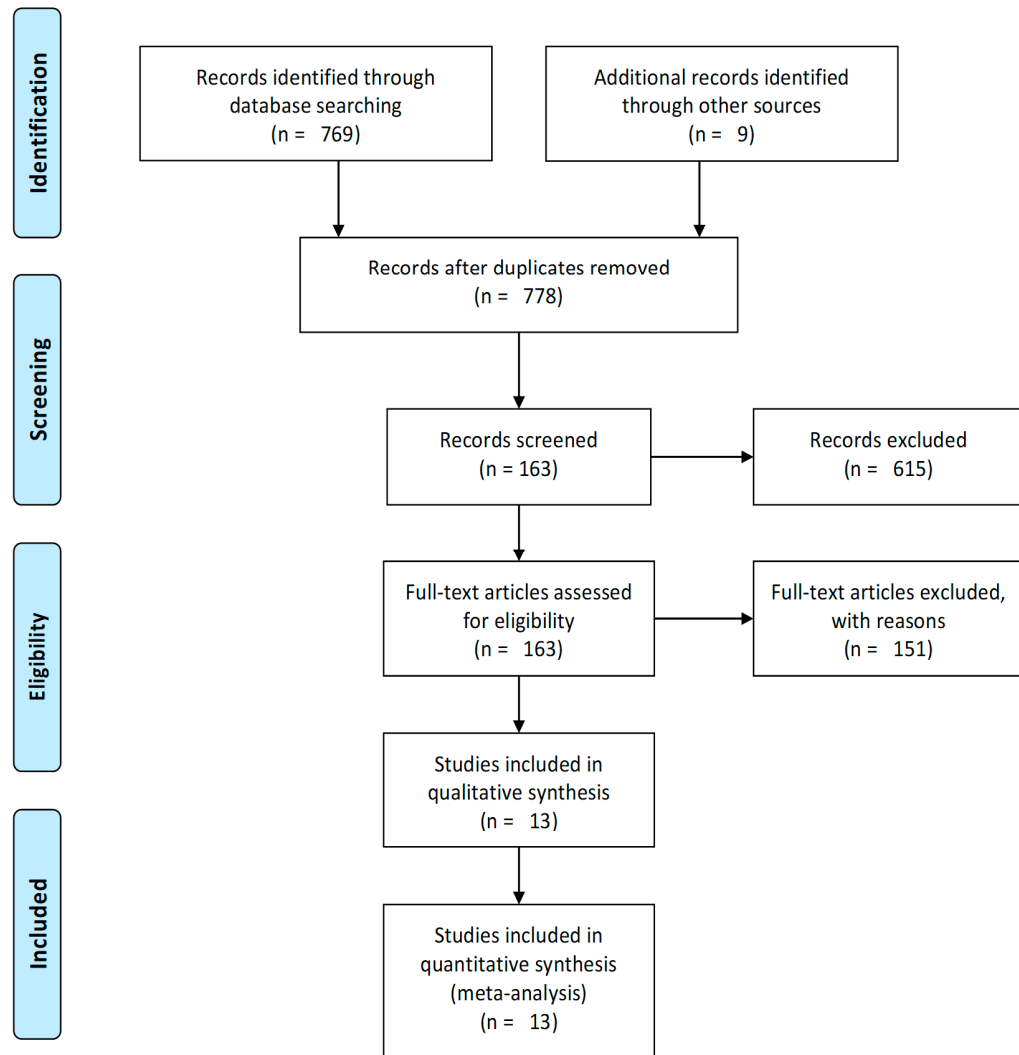 Identification
Records identified through
database searching
(n = 769)
Additional records identified
through other sources
(n = 9)
Records after duplicates removed
(n = 778)
Screening
Records screened
(n = 163)
Records excluded
(n = 615)
Eligibility
Full-text articles assessed
for eligibility
(n = 163)
Full-text articles excluded,
with reasons
(n = 151)
Studies included in
qualitative synthesis
(n = 13)
Included
Studies included in
quantitative synthesis
(meta-analysis)
(n = 13)